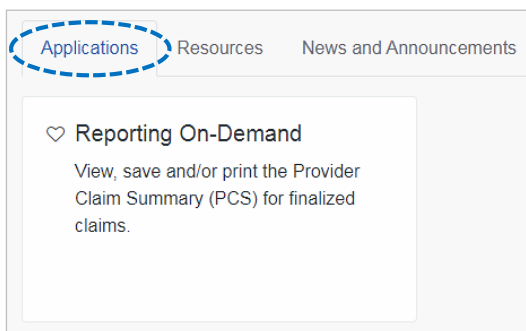 Applications Resources News and Announcements
Reporting On-Demand
View, save and/or print the Provider
Claim Summary (PCS) for finalized
claims.